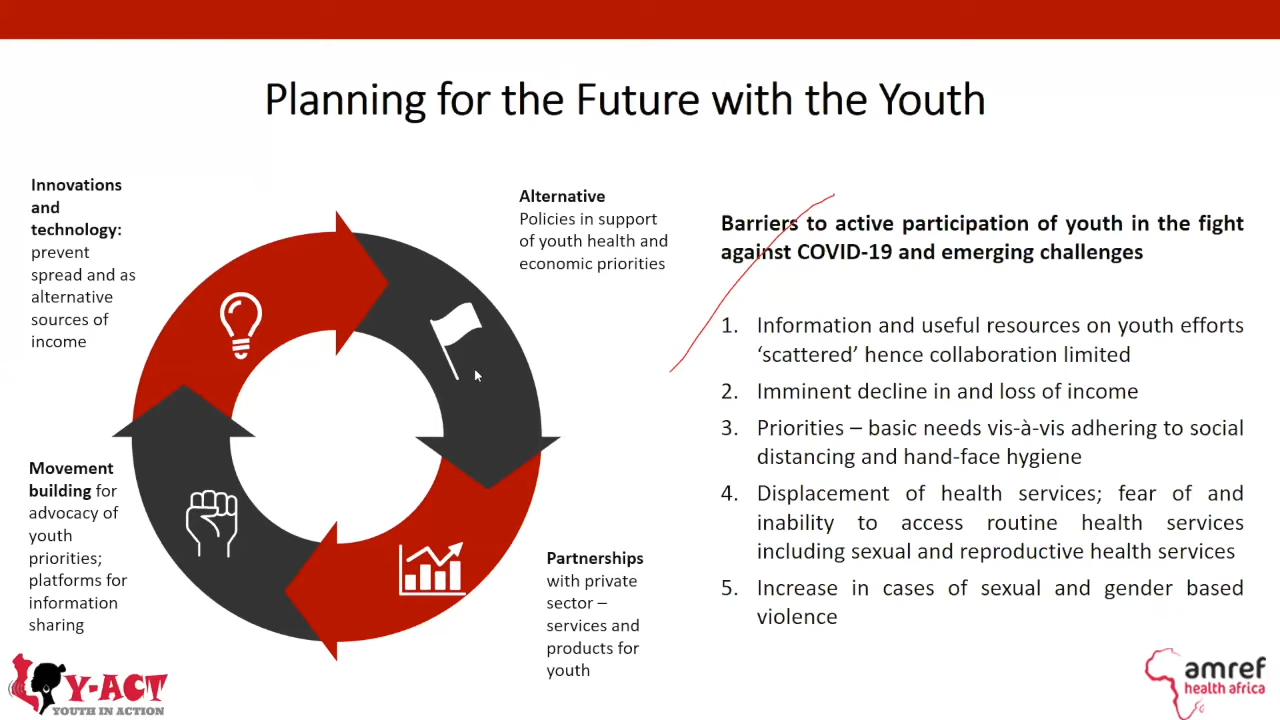 Planning for the Future with the Youth
Innovations
and
technology:
prevent
spread and as
alternative
sources of
income
Alternative
Policies in support
of youth health and
economic priorities
Movement
building for
advocacy of
youth
priorities;
platforms for
information
sharing
Partnerships
with private
sector –
services and
products for
youth
Barriers to active participation of youth in the fight
against COVID-19 and emerging challenges
1. Information and useful resources on youth efforts
‘scattered’ hence collaboration limited
2. Imminent decline in and loss of income
3. Priorities – basic needs vis-à-vis adhering to social
distancing and hand-face hygiene
4. Displacement of health services; fear of and
inability to access routine health services
including sexual and reproductive health services
5. Increase in cases of sexual and gender based
violence
Y-ACT
YOUTH IN ACTION
amref
health africa